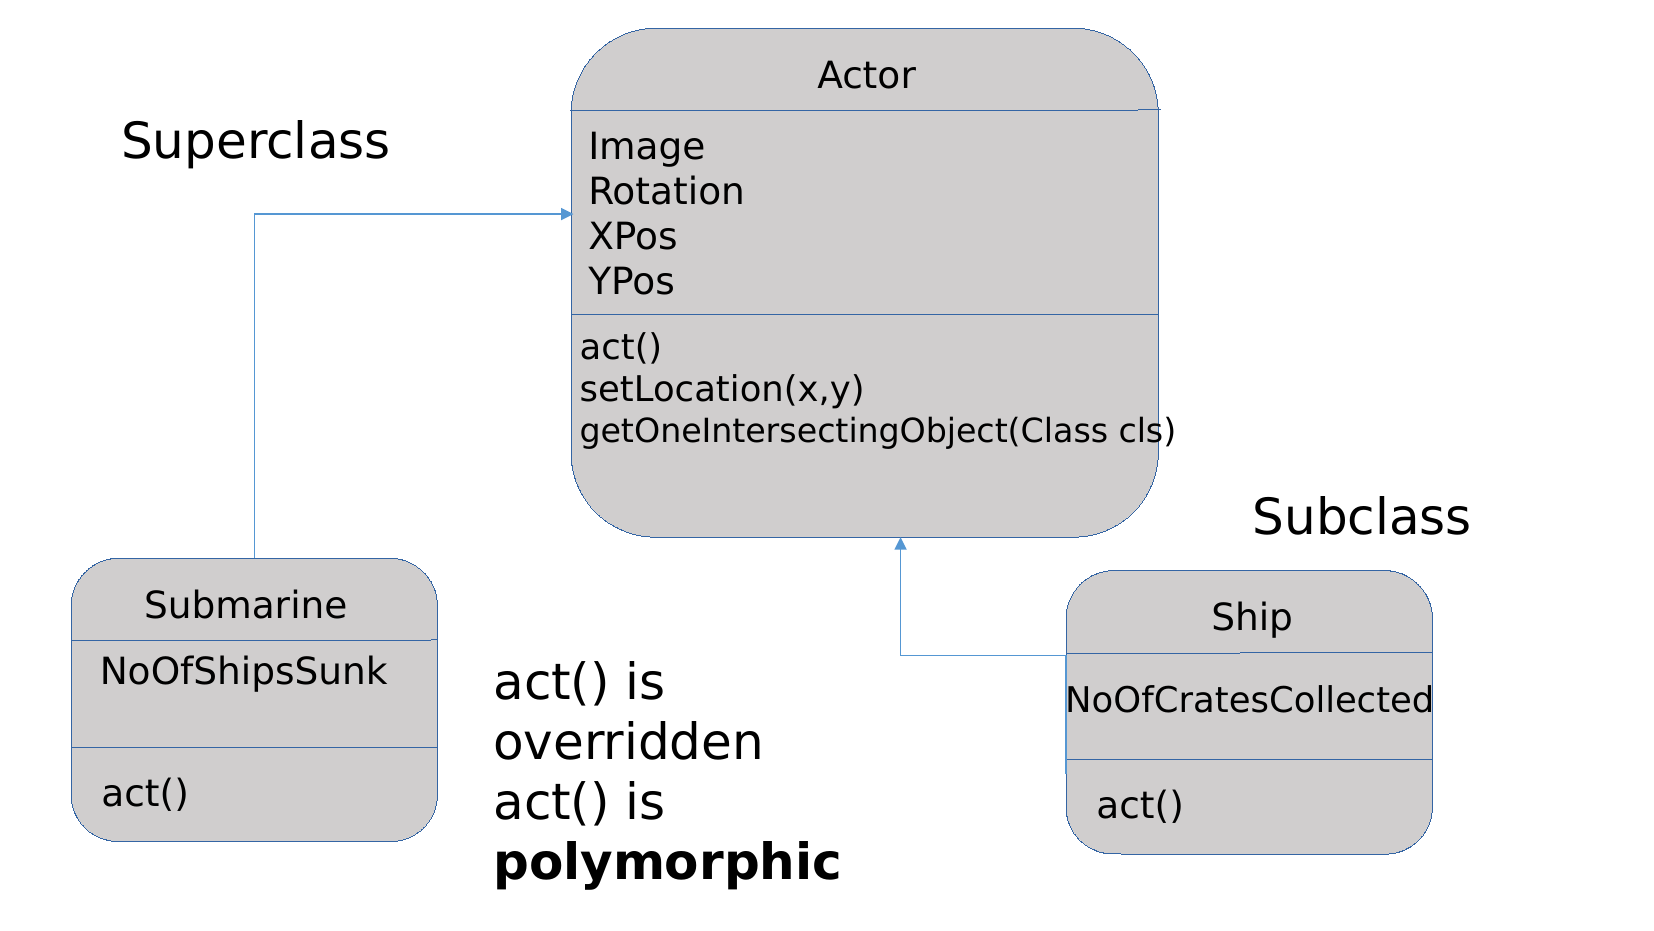 Actor
Superclass
Image
Rotation
XPos
YPos
act()
setLocation(x,y)
getOneIntersectingObject(Class cls)
Subclass
Submarine
NoOfShipsSunk
act()
act() is
overridden
act() is
polymorphic
Ship
NoOfCratesCollected
act()